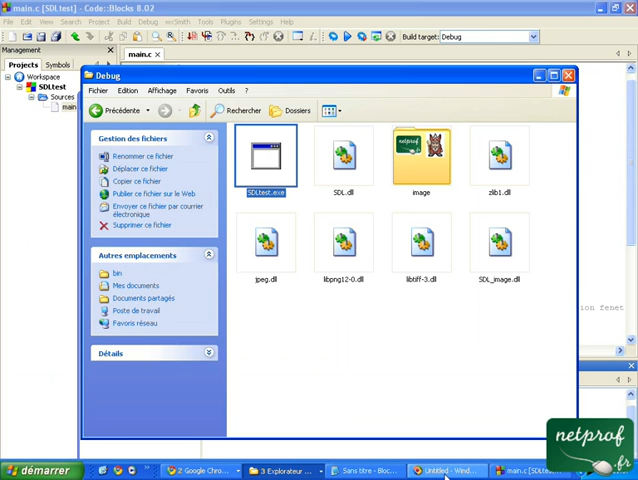 main.c [SDLtest] - Code::Blocks 8.02
File Edit View Search Project Build Debug wxSmith Tools Plugins Settings Help
Build target: Debug
Management
main.c
Projects Symbols
Workspace
SDLtest
Sources
main
Debug
Fichier Edition Affichage Favoris Outils ?
Précédente Rechercher Dossiers
Gestion des fichiers
Renommer ce fichier
Déplacer ce fichier
Copier ce fichier
Publier ce fichier sur le Web
Envoyer ce fichier par courrier
électronique
Supprimer ce fichier
Autres emplacements
bin
Mes documents
Documents partagés
Poste de travail
Favoris réseau
Détails
netprof
SDLtest.exe SDL.dll image zlib1.dll
jpeg.dll libpng12-0.dll libtiff-3.dll SDL_image.dll
ion fenet
démarrer
2 Google Chro...
3 Explorateur ...
Sans titre - Bloc...
Untitled - Wind...
main.c [SDLtes...
netprof
.fr